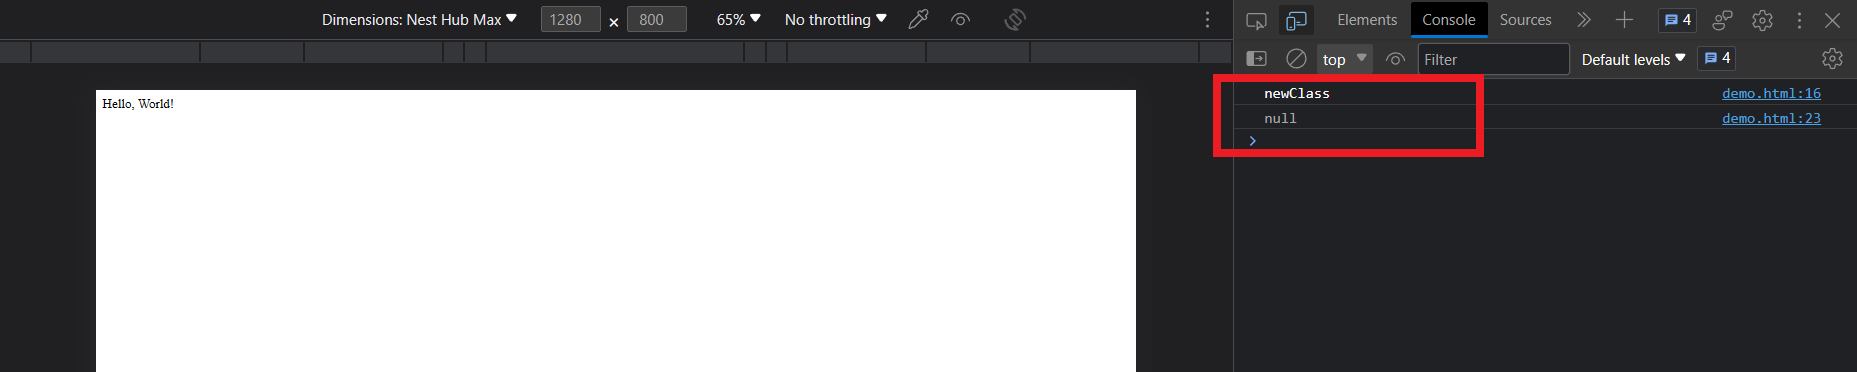 Dimensions: Nest Hub Max ▼ 1280 × 800 65% ▼ No throttling ▼
Elements Console Sources 4
top ▼ Filter Default levels ▼ 4
Hello, World!
newClass demo.html:16
null demo.html:23